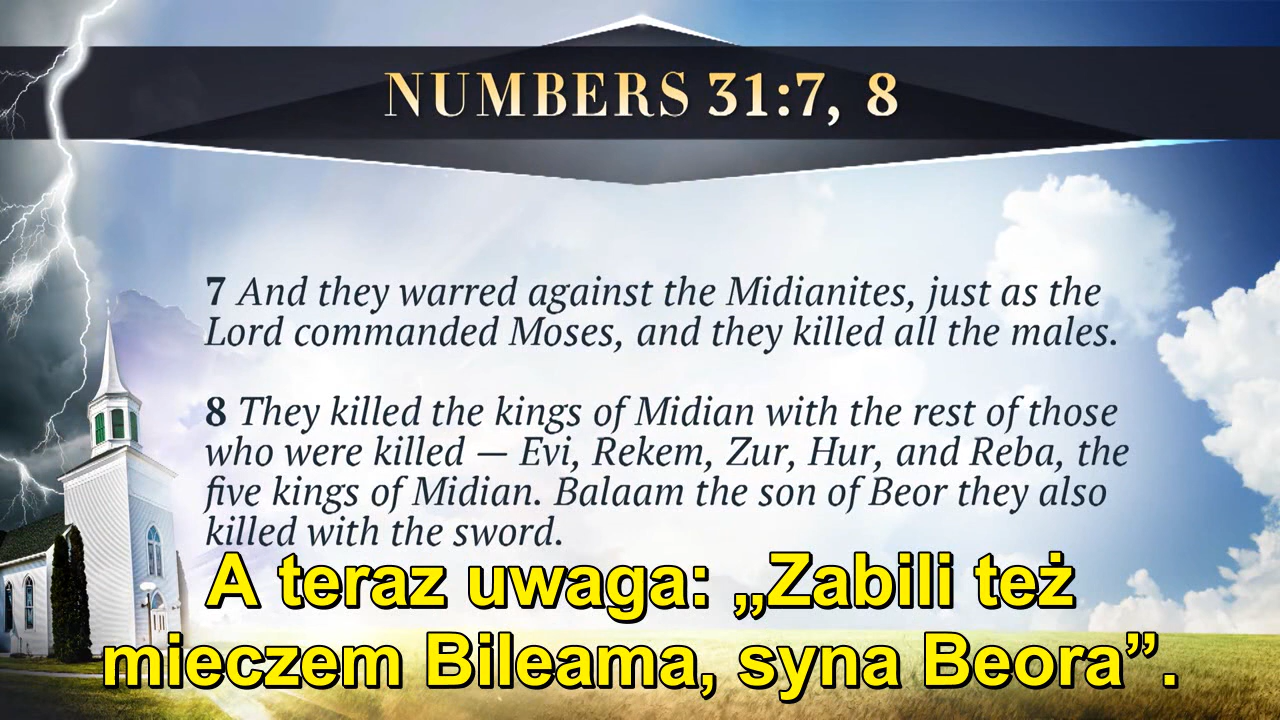 NUMBERS 31:7, 8
7 And they warred against the Midianites, just as the
Lord commanded Moses, and they killed all the males.
8 They killed the kings of Midian with the rest of those
who were killed — Evi, Rekem, Zur, Hur, and Reba, the
five kings of Midian. Balaam the son of Beor they also
killed with the sword.
A teraz uwaga: „Zabili też
mieczem Bileama, syna Beora”.